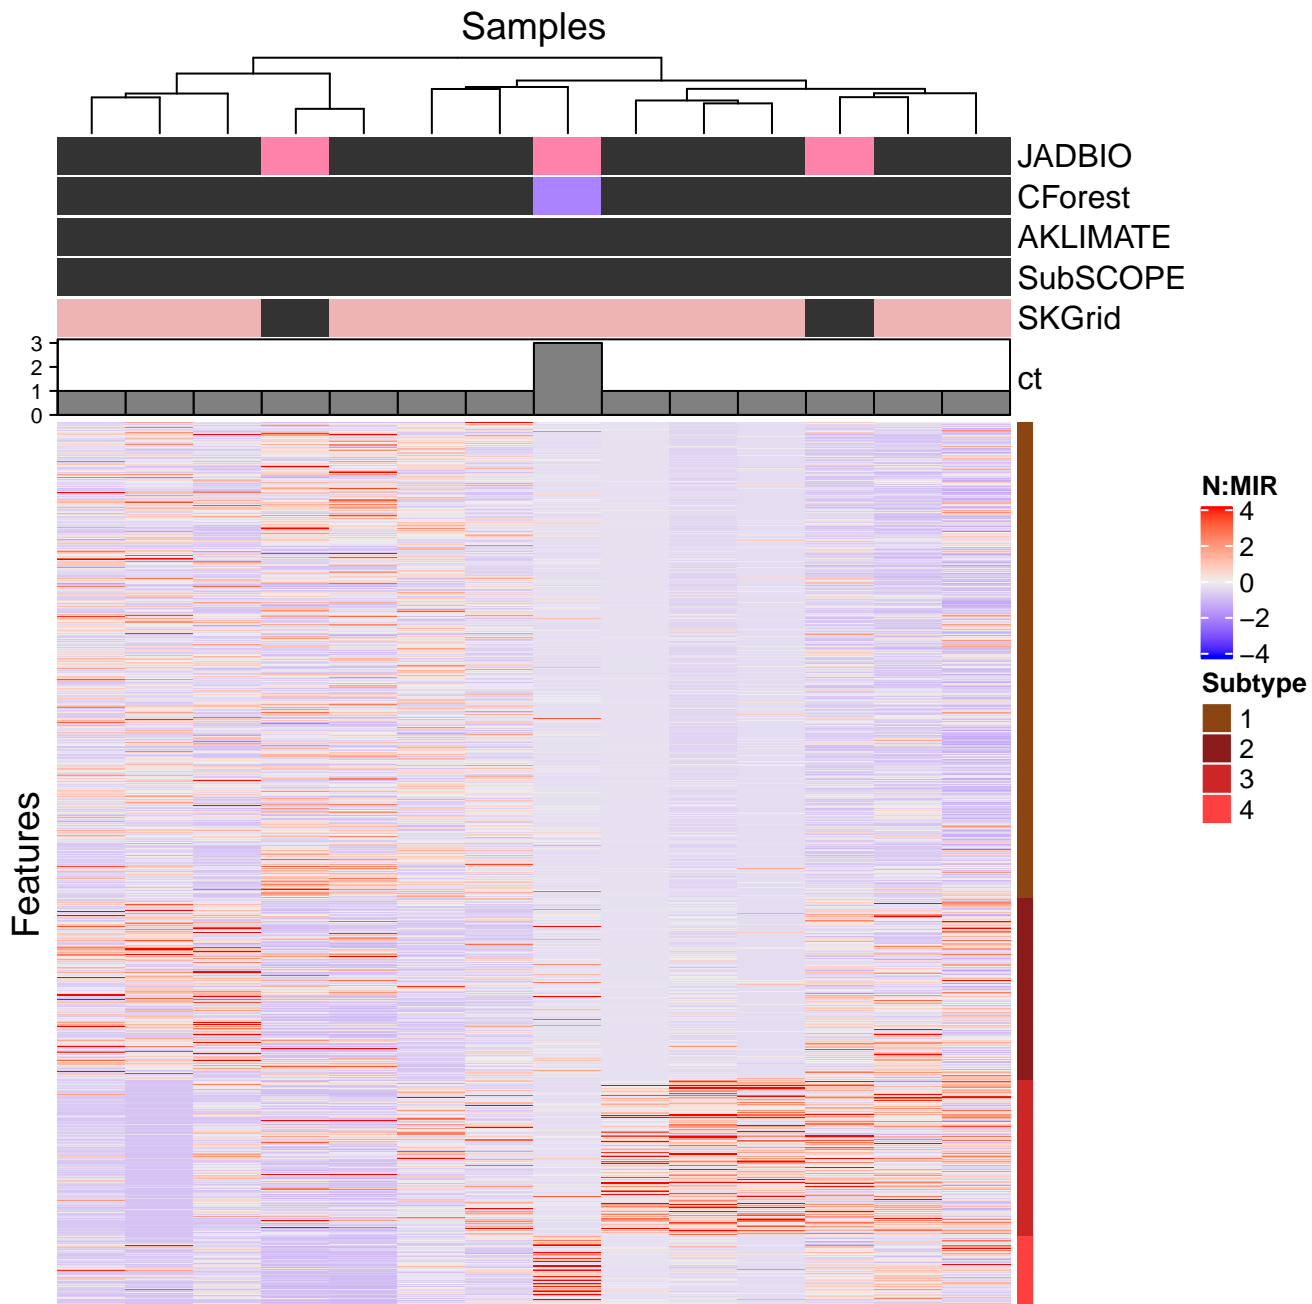 Samples
JADBIO
CForest
AKLIMATE
SubSCOPE
SKGrid
3
2
1
0
ct
Features
N:MIR
4
2
0
−2
−4
Subtype
1
2
3
4